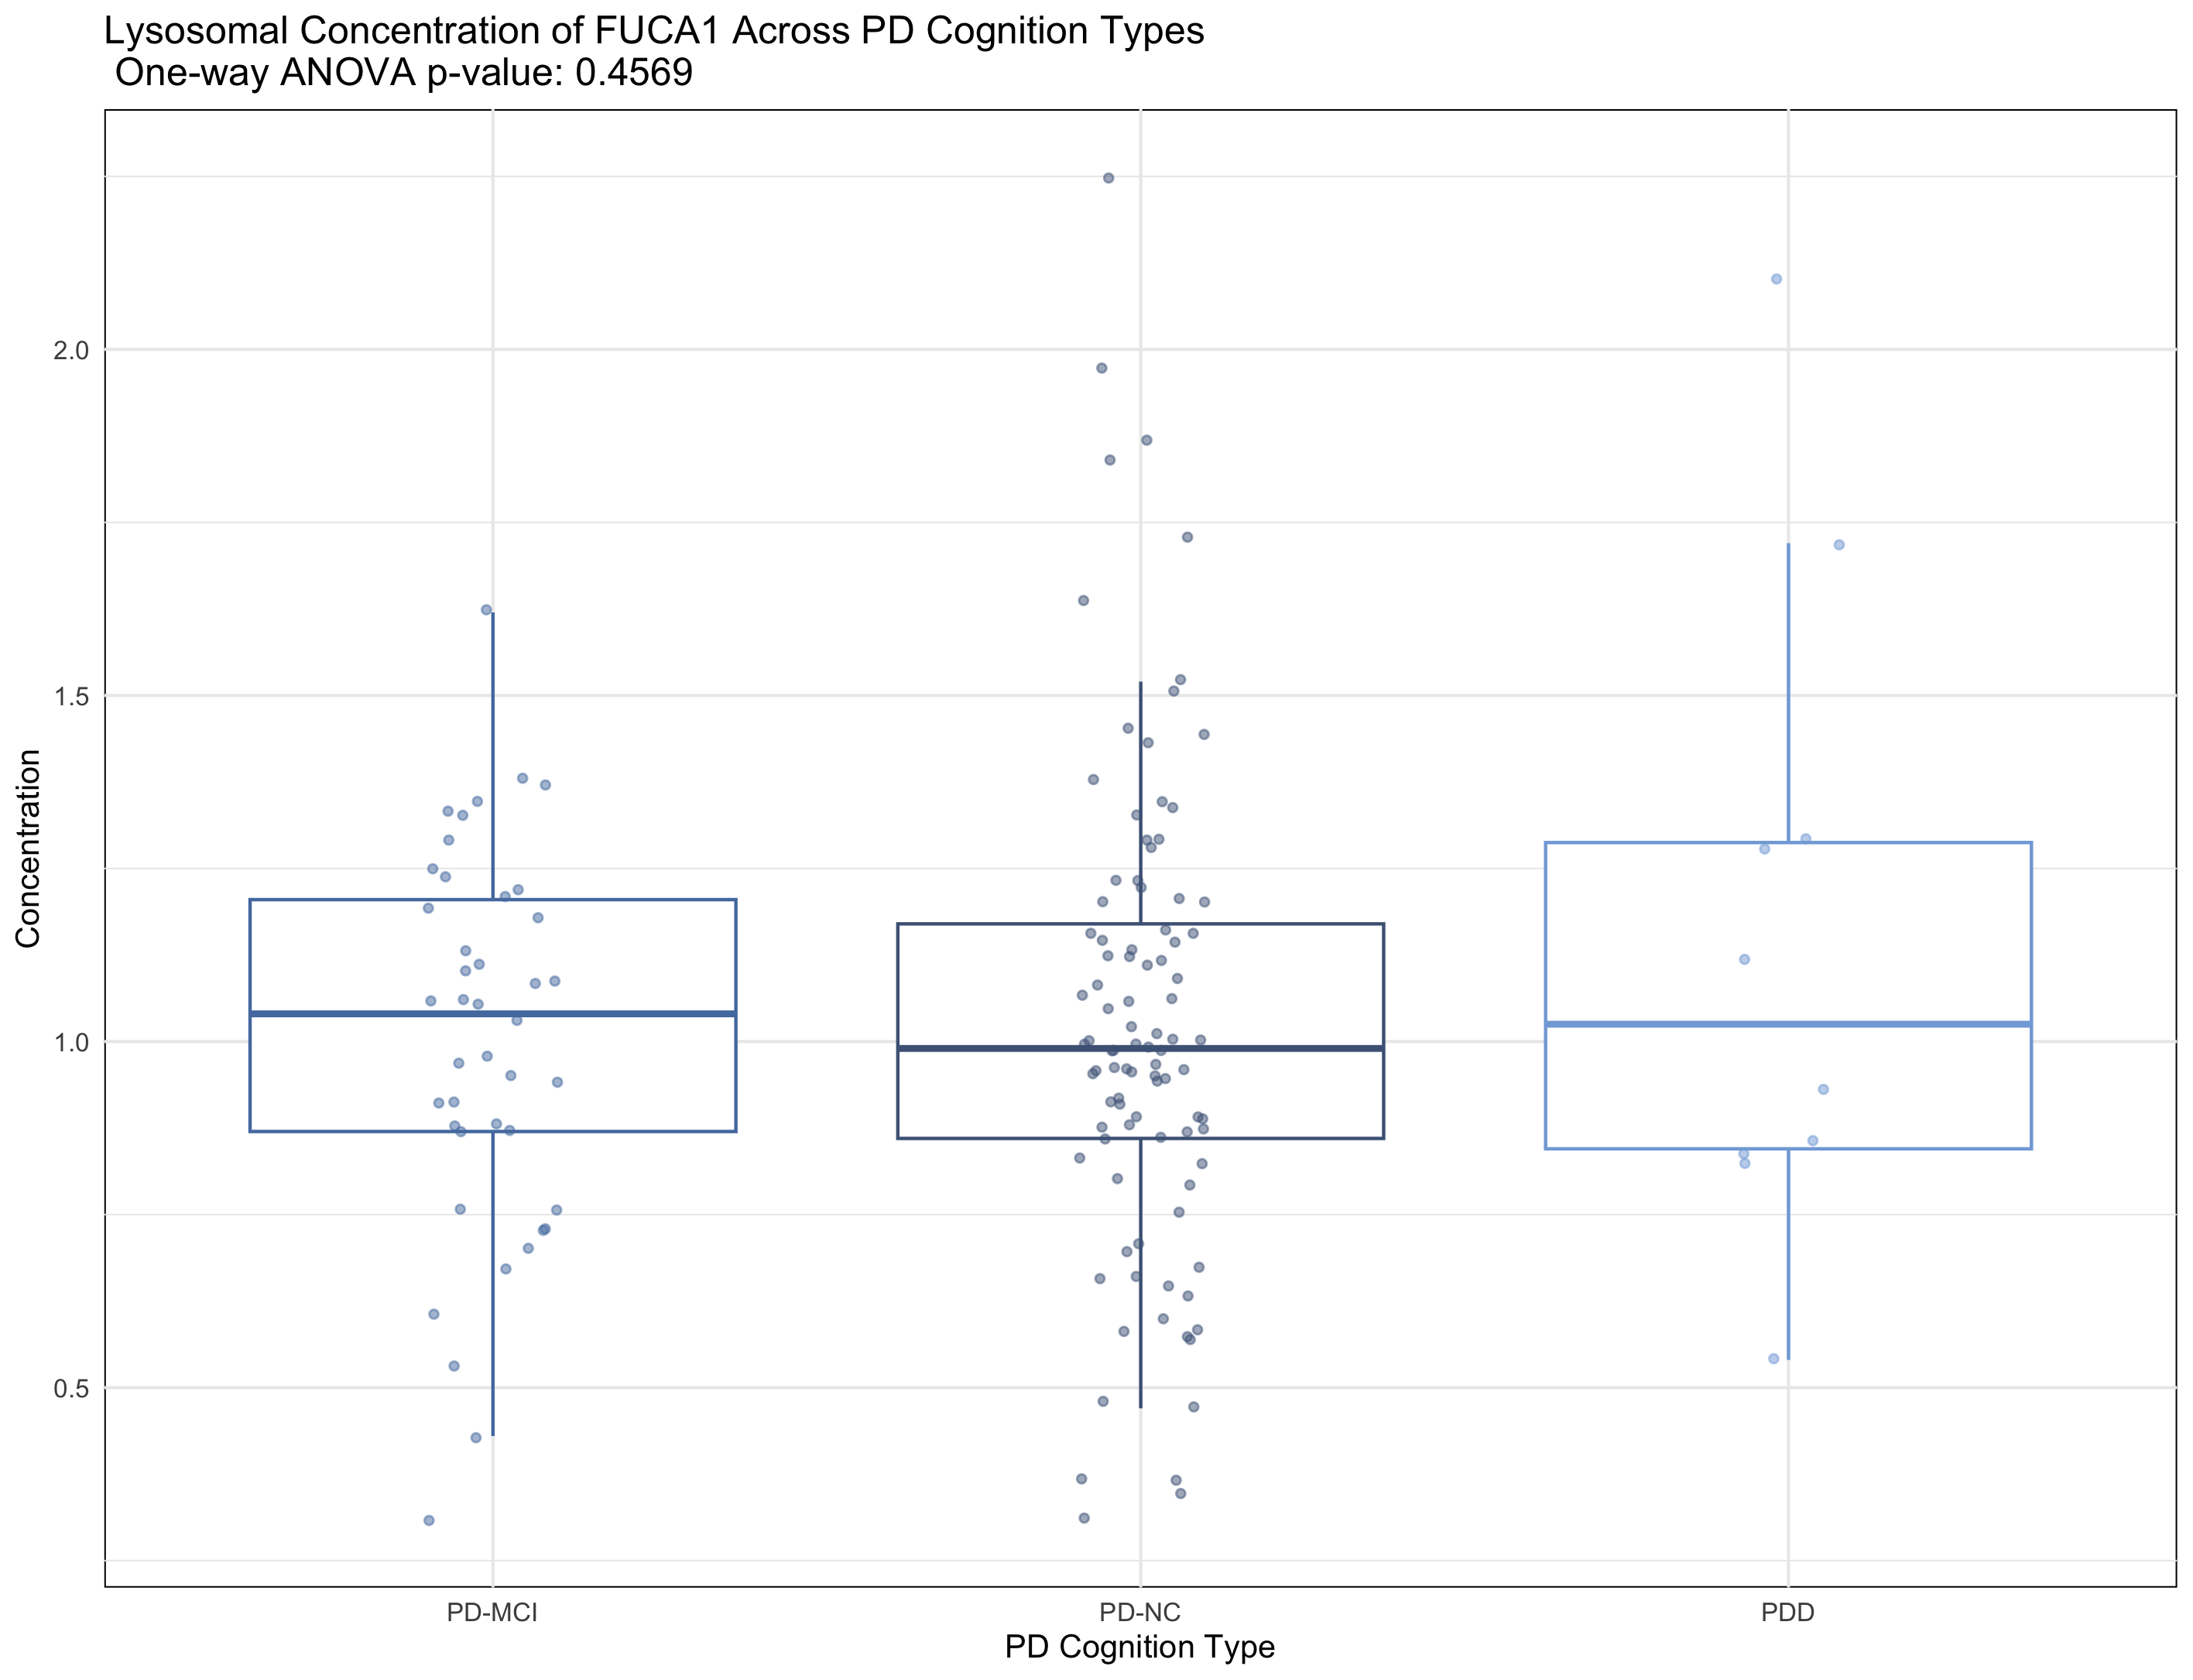 Lysosomal Concentration of FUCA1 Across PD Cognition Types
One-way ANOVA p-value: 0.4569
2.0
1.5
1.0
0.5
Concentration
PD-MCI
PD-NC
PDD
PD Cognition Type